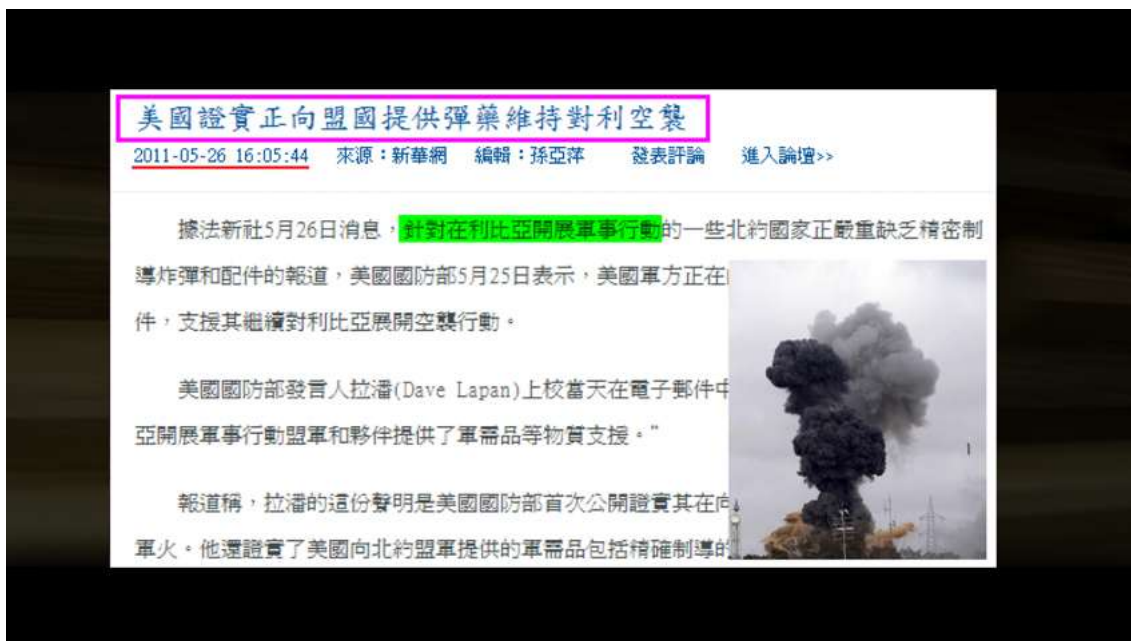 美國證實正向盟國提供彈藥維持對利空襲
2011-05-26 16:05:44 來源：新華網 編輯：孫亞萍 發表評論 進入論壇>>
據法新社5月26日消息，針對在利比亞開展軍事行動的一些北約國家正嚴重缺乏精密制
導炸彈和配件的報道，美國國防部5月25日表示，美國軍方正在
件，支援其繼續對利比亞展開空襲行動。
美國國防部發言人拉潘(Dave Lapan)上校當天在電子郵件中
亞開展軍事行動盟軍和夥伴提供了軍需品等物質支援。"
報道稱，拉潘的這份聲明是美國國防部首次公開證實其在向
軍火。他還證實了美國向北約盟軍提供的軍需品包括精確制導的